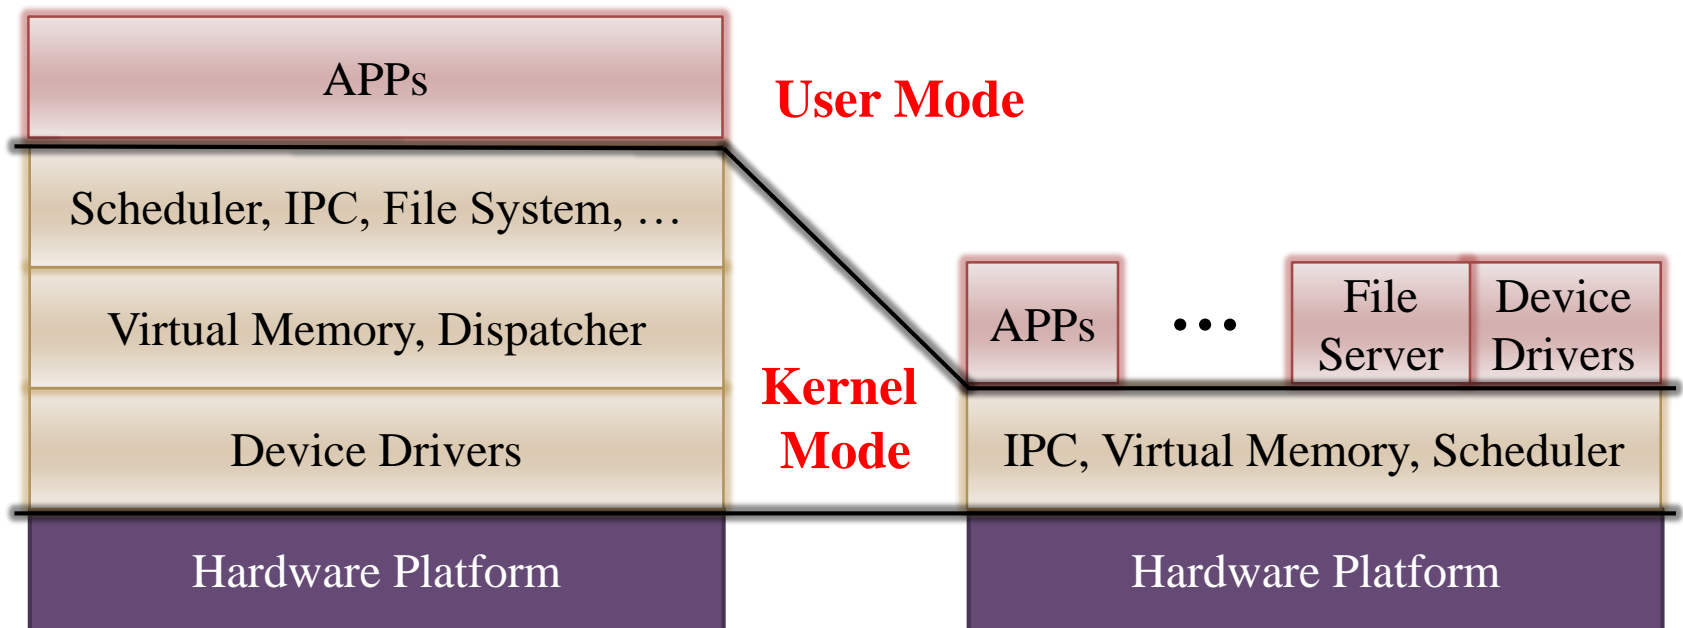 APPs
Scheduler, IPC, File System, …
Virtual Memory, Dispatcher
Device Drivers
Hardware Platform
User Mode
Kernel
Mode
APPs
…
File
Server
Device
Drivers
IPC, Virtual Memory, Scheduler
Hardware Platform